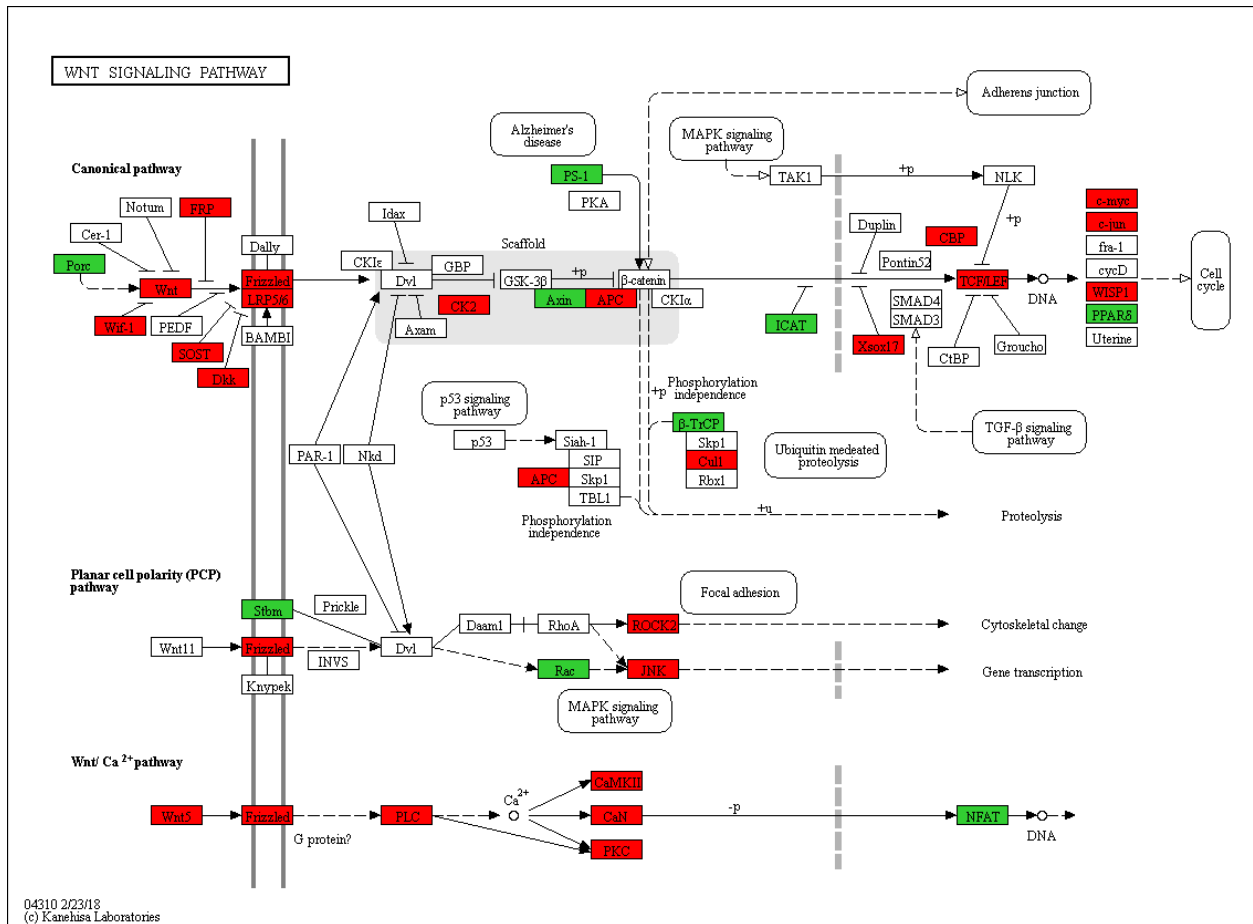 WNT SIGNALING PATHWAY
Adherens junction
Alzheimer's
disease
MAPK signaling
pathway
Canonical pathway
PS-1
TAK1
+p
NLK
PKA
Notum
FRP
Idax
c-myc
Cer-1
Duplin
+p
c-jun
CBP
Dally
Scaffold
fra-1
Porc
CKIε
GBP
Pontin52
cycD
Cell
cycle
Wnt
Frizzled
Dvl
GSK-3β
+p
β-catenin
TCF/LEF
DNA
LRP5/6
CK2
Axin
APC
CKIα
SMAD4
WISP1
SMAD3
PPARδ
Wif-1
PEDF
BAMBI
Axam
ICAT
Uterine
SOST
Xsox17
CtBP
Groucho
Dkk
+p
Phosphorylation
independence
p53 signaling
pathway
β-TrCP
TGF-β signaling
pathway
p53
Siah-1
Skp1
Ubiquitin medeated
proteolysis
PAR-1
Nkd
SIP
Cul1
APC
Skp1
Rbx1
TBL1
+u
Proteolysis
Phosphorylation
independence
Planar cell polarity (PCP)
pathway
Focal adhesion
Stbm
Prickle
Daam1
RhoA
ROCK2
Cytoskeletal change
Wnt11
Frizzled
Dvl
INVS
Rac
JNK
Gene transcription
Knypek
MAPK signaling
pathway
Wnt/ Ca 2+ pathway
CaMKII
Ca2+
Wnt5
Frizzled
PLC
CaN
-p
NFAT
DNA
G protein?
PKC
04310 2/23/18
(c) Kanehisa Laboratories